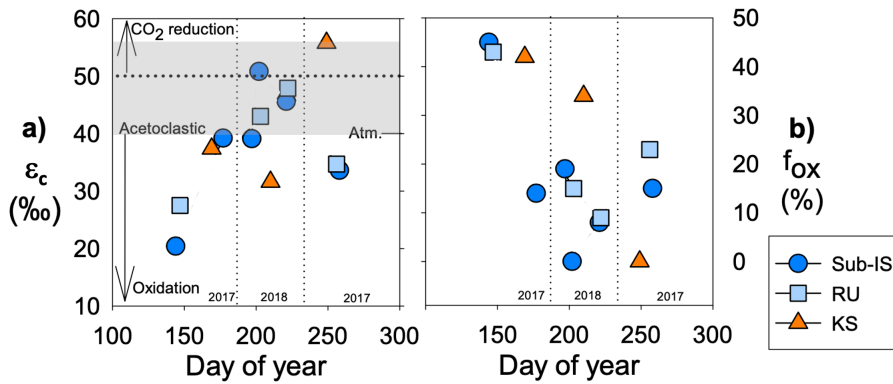 a)
εc
(‰)
60
50
40
30
20
10
CO2 reduction
Acetoclastic
Atm.
Oxidation
2017
2018
2017
100
150
200
250
300
Day of year
2017
2018
2017
150
200
250
300
Day of year
50
40
30
20
10
0
b)
fox
(%)
Sub-IS
RU
KS